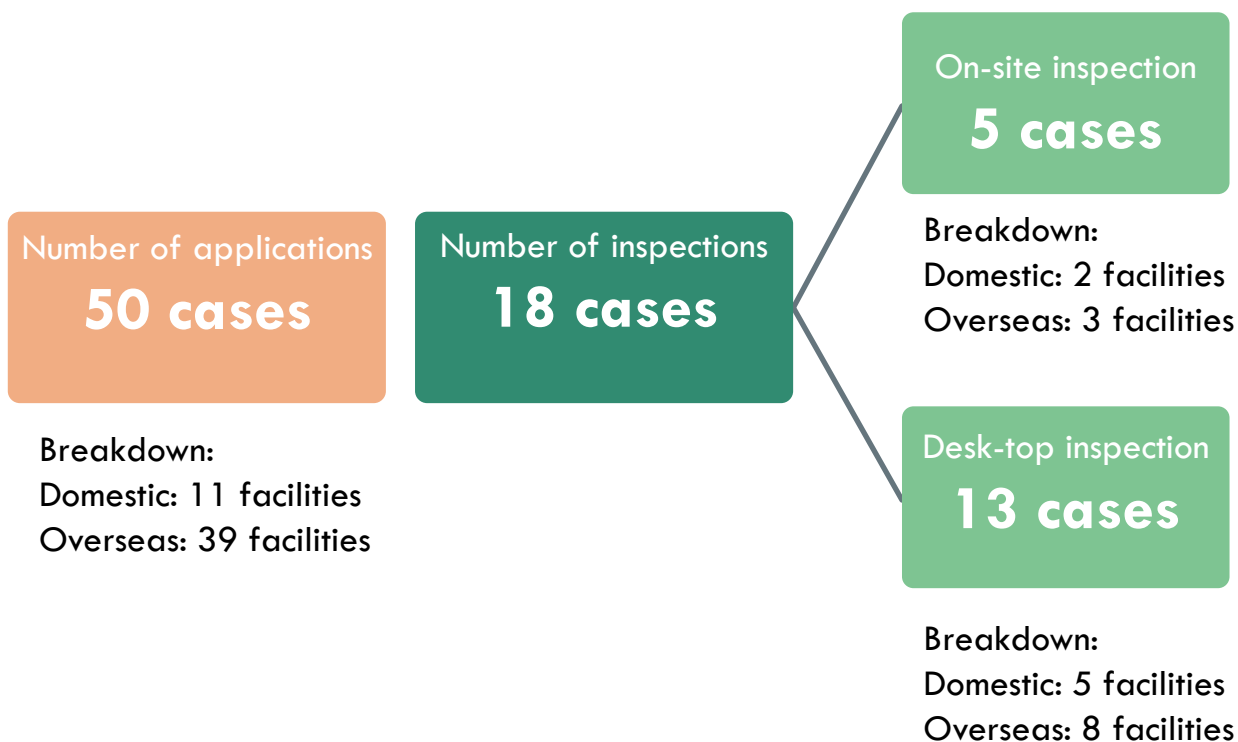 Number of applications
50 cases
Breakdown:
Domestic: 11 facilities
Overseas: 39 facilities
Number of inspections
18 cases
On-site inspection
5 cases
Breakdown:
Domestic: 2 facilities
Overseas: 3 facilities
Desk-top inspection
13 cases
Breakdown:
Domestic: 5 facilities
Overseas: 8 facilities